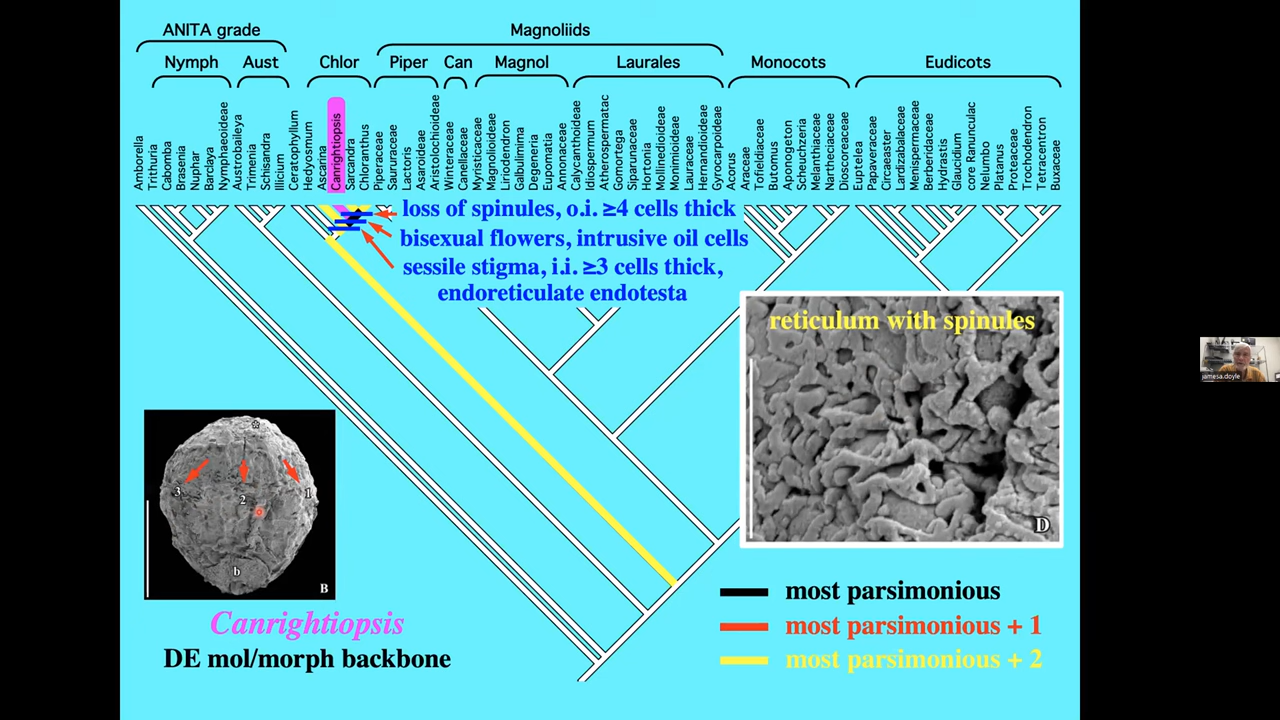 Magnoliids
ANITA grade
Nymph
Aust
Chlor
Piper
Can
Magnol
Laurales
Monocots
Eudicots
Amborella
Trithuria
Cabomba
Brasenia
Nuphar
Barclaya
Nymphaeoideae
Austrobaileya
Trimenia
Schisandra
Illicium
Ceratophyllum
Hedyosmum
Ascarina
Canrightiopsis
Sarcandra
Chloranthus
Piperaceae
Saururaceae
Lactoris
Asaroideae
Aristolochioideae
Winteraceae
Canellaceae
Myristicaceae
Magnolioideae
Liriodendron
Galbulimima
Degeneria
Eupomatia
Annonaceae
Calycanthoideae
Idiospermum
Atherospermatac
Gomortega
Siparunaceae
Hortonia
Mollinedioideae
Monimioideae
Lauraceae
Hernandioideae
Gyrocarpoideae
Acorus
Araceae
Tofieldiaceae
Butomus
Aponogeton
Scheuchzeria
Melanthiaceae
Nartheciaceae
Dioscoreaceae
Euptelea
Papaveraceae
Circaeaster
Lardizabalaceae
Menispermaceae
Berberidaceae
Hydrastis
Glaucidium
core Ranunculac
Nelumbo
Platanus
Proteaceae
Trochodendron
Tetracentron
Buxaceae
loss of spinules, o.i. ≥4 cells thick
bisexual flowers, intrusive oil cells
sessile stigma, i.i. ≥3 cells thick,
endoreticulate endotesta
reticulum with spinules
D
jamesa.doyle
*
3
2
1
b
B
Canrightiopsis
DE mol/morph backbone
most parsimonious
most parsimonious + 1
most parsimonious + 2